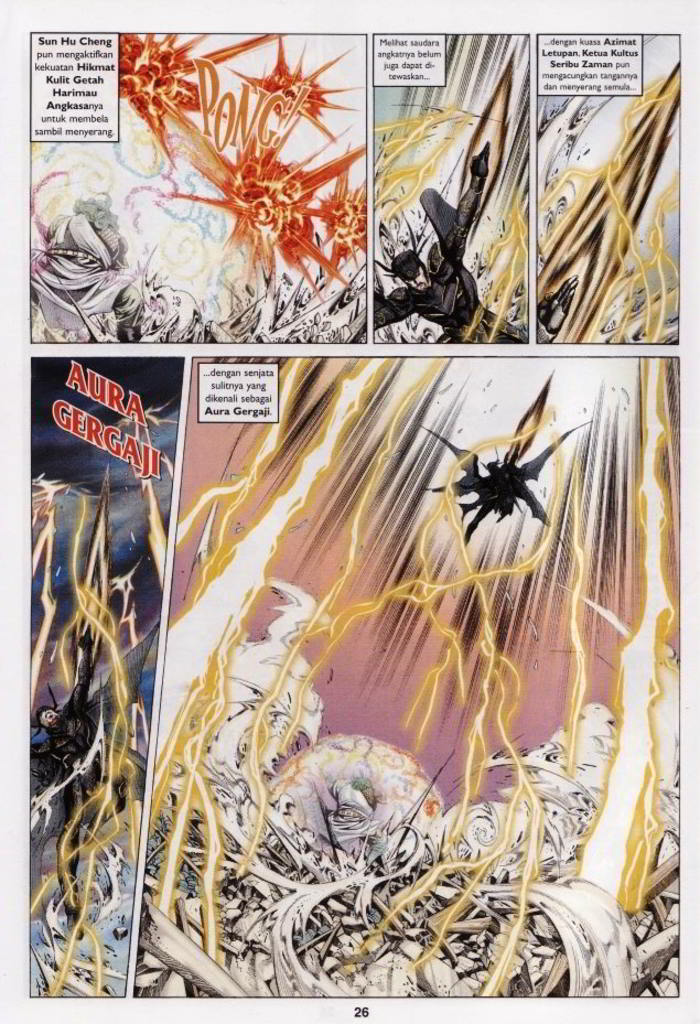 Sun Hu Cheng
pun mengaktifkan
kekuatan Hikmat
Kulit Getah
Harimau
Angkasanya
untuk membela
sambil menyerang.
PONG!
Melihat saudara
angkatnya belum
juga dapat di-
tewaskan...
...dengan kuasa Azimat
Letupan, Ketua Kultus
Seribu Zaman pun
mengacungkan tangannya
dan menyerang semula...
AURA
GERGAJI
...dengan senjata
sulitnya yang
dikenali sebagai
Aura Gergaji.
26